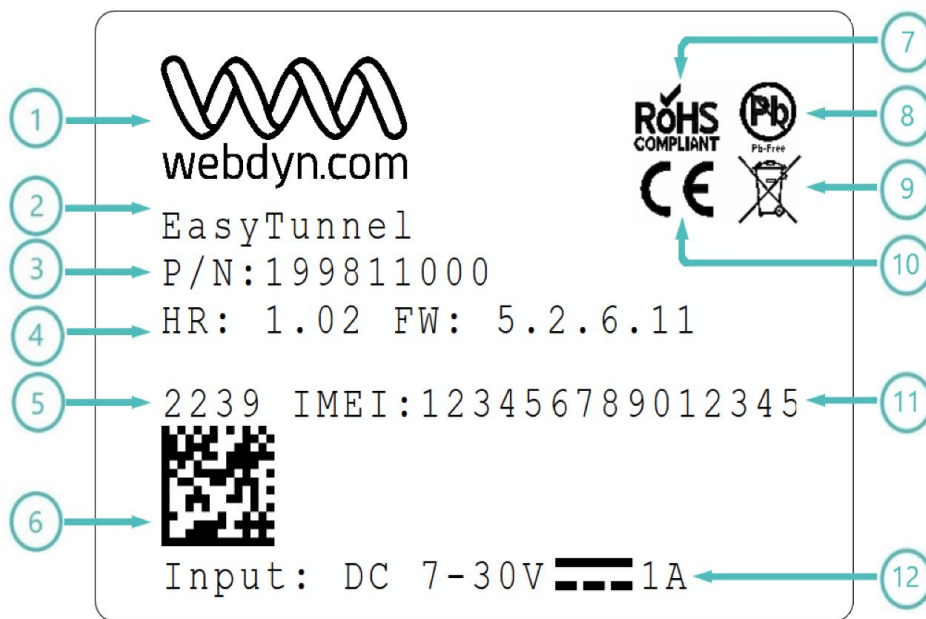 webdyn.com
EasyTunnel
P/N:199811000
HR: 1.02 FW: 5.2.6.11
2239 IMEI:123456789012345
Input: DC 7-30V 1A
RoHS
COMPLIANT
Pb
Pb-Free
CE
1
2
3
4
5
6
7
8
9
10
11
12